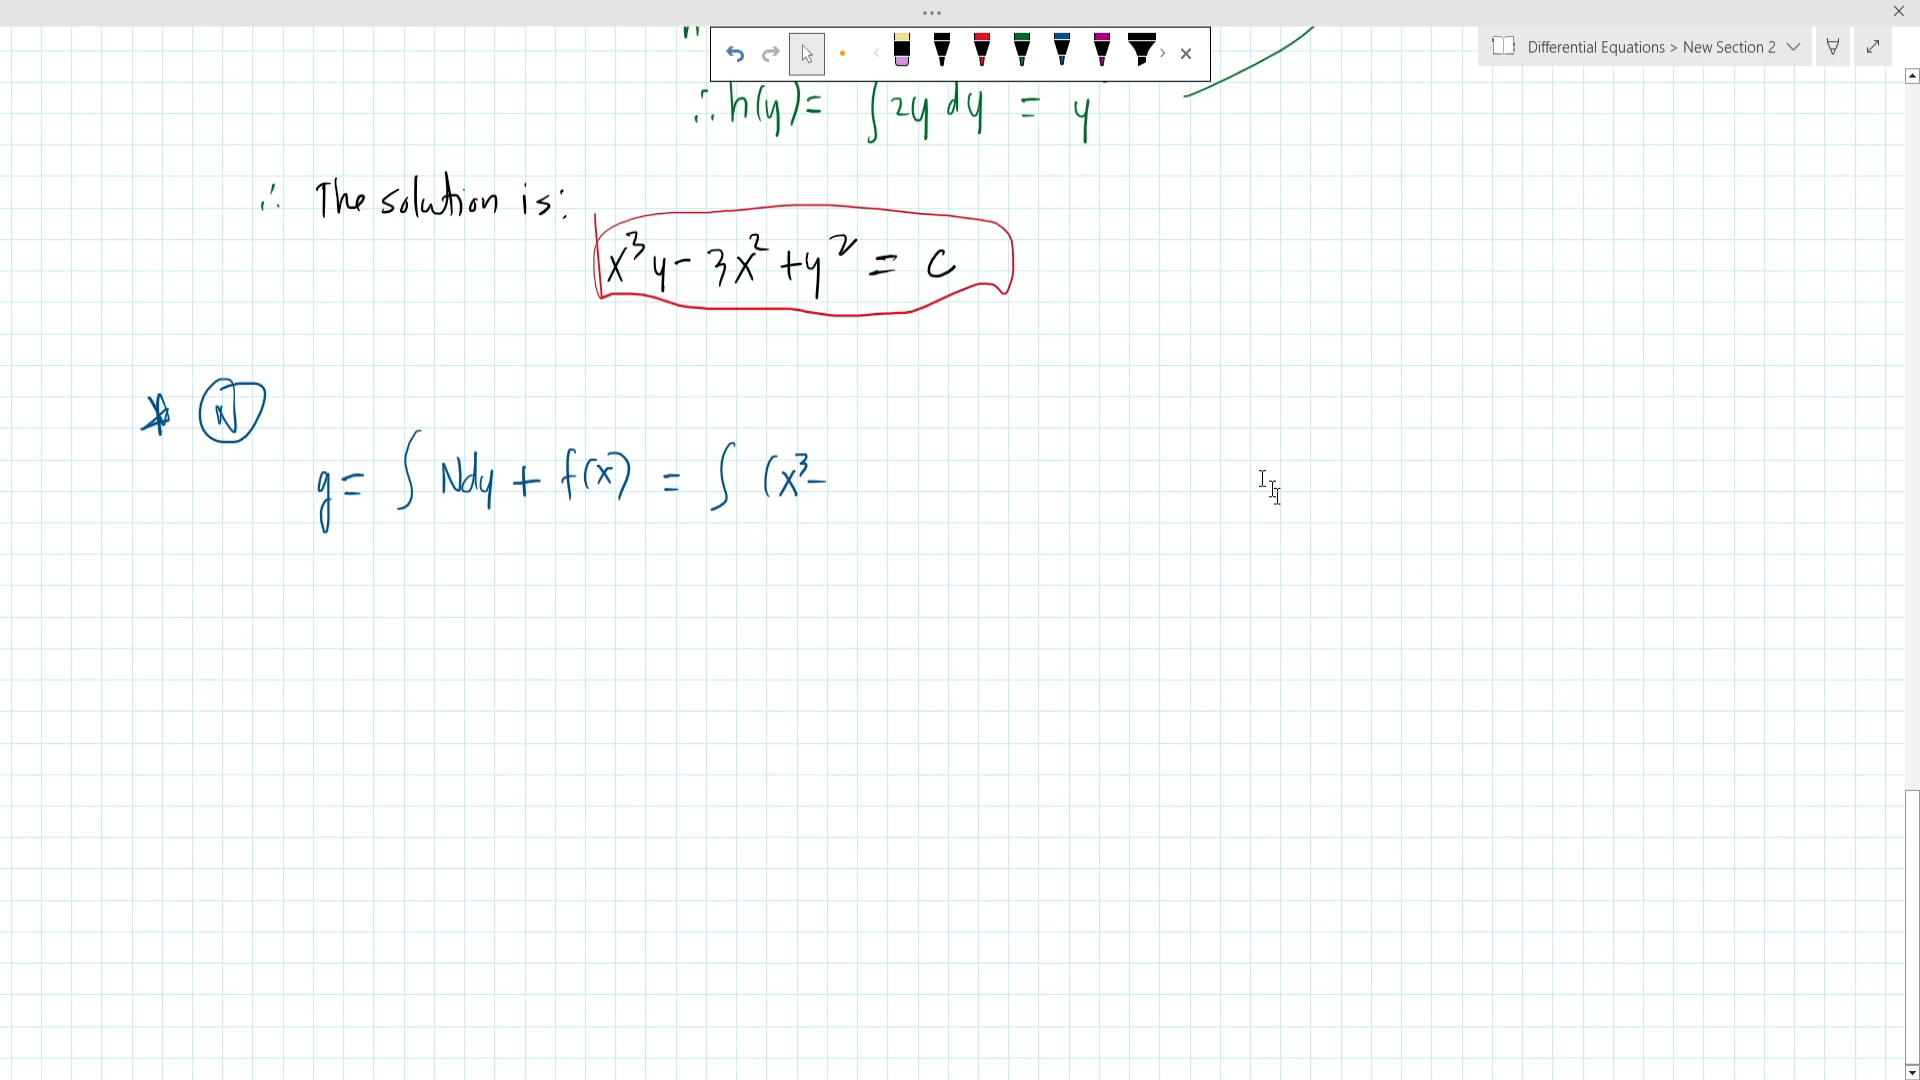 Differential Equations > New Section 2
∴ h(y) = ∫ 2y dy = y
∴ The solution is:
x³y - 3x² + y² = c
* N
g = ∫ Ndy + f(x) = ∫ (x³ -